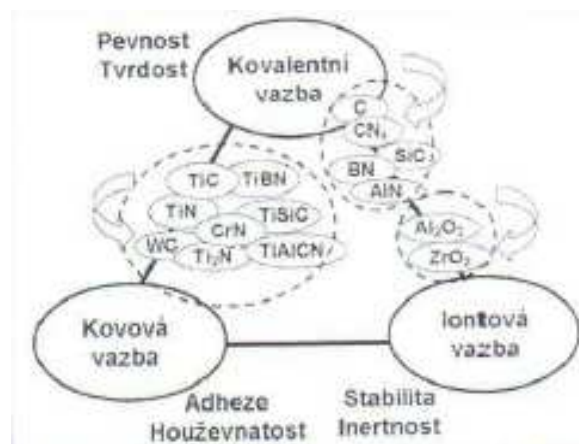 Pevnost
Tvrdost
Kovalentní
vazba
C
CNx
SiC
BN
AlN
TiC
TiBN
TiN
TiSiC
CrN
WC
Ti₂N
TiAlCN
Al₂O₃
ZrO₂
Kovová
vazba
Iontová
vazba
Adheze
Houževnatost
Stabilita
Inertnost